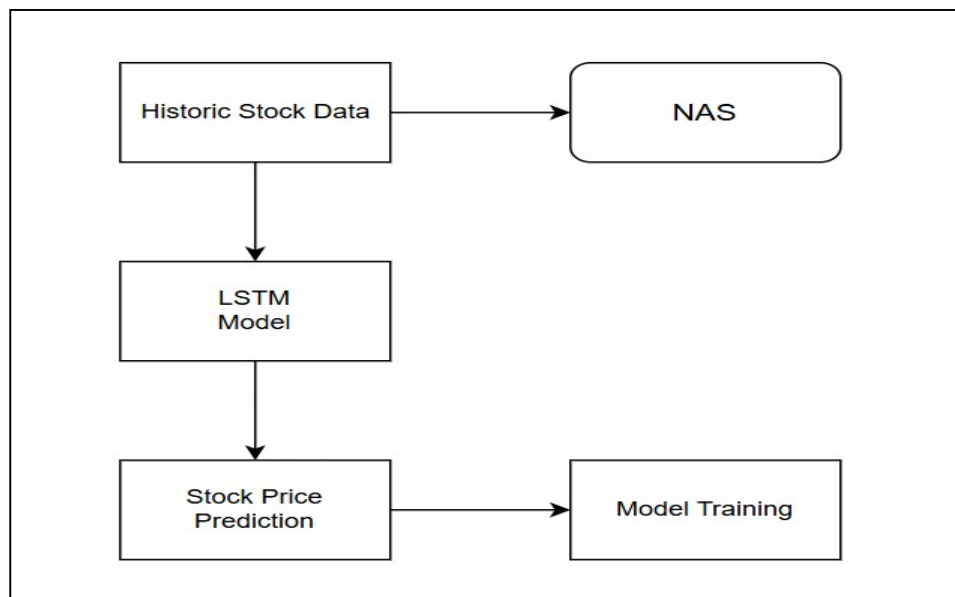 Historic Stock Data
NAS
LSTM
Model
Stock Price
Prediction
Model Training